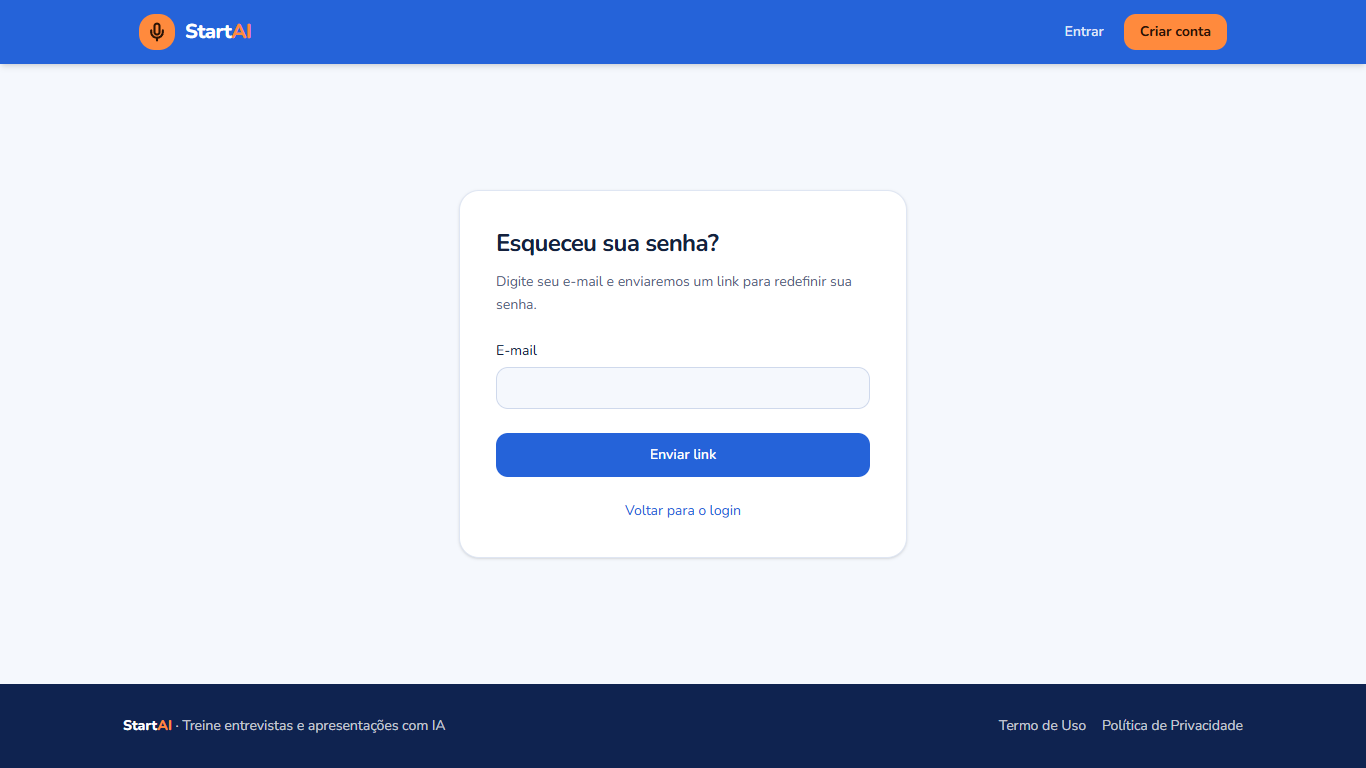 StartAI
Entrar
Criar conta
Esqueceu sua senha?
Digite seu e-mail e enviaremos um link para redefinir sua
senha.
E-mail
Enviar link
Voltar para o login
StartAI · Treine entrevistas e apresentações com IA
Termo de Uso
Política de Privacidade